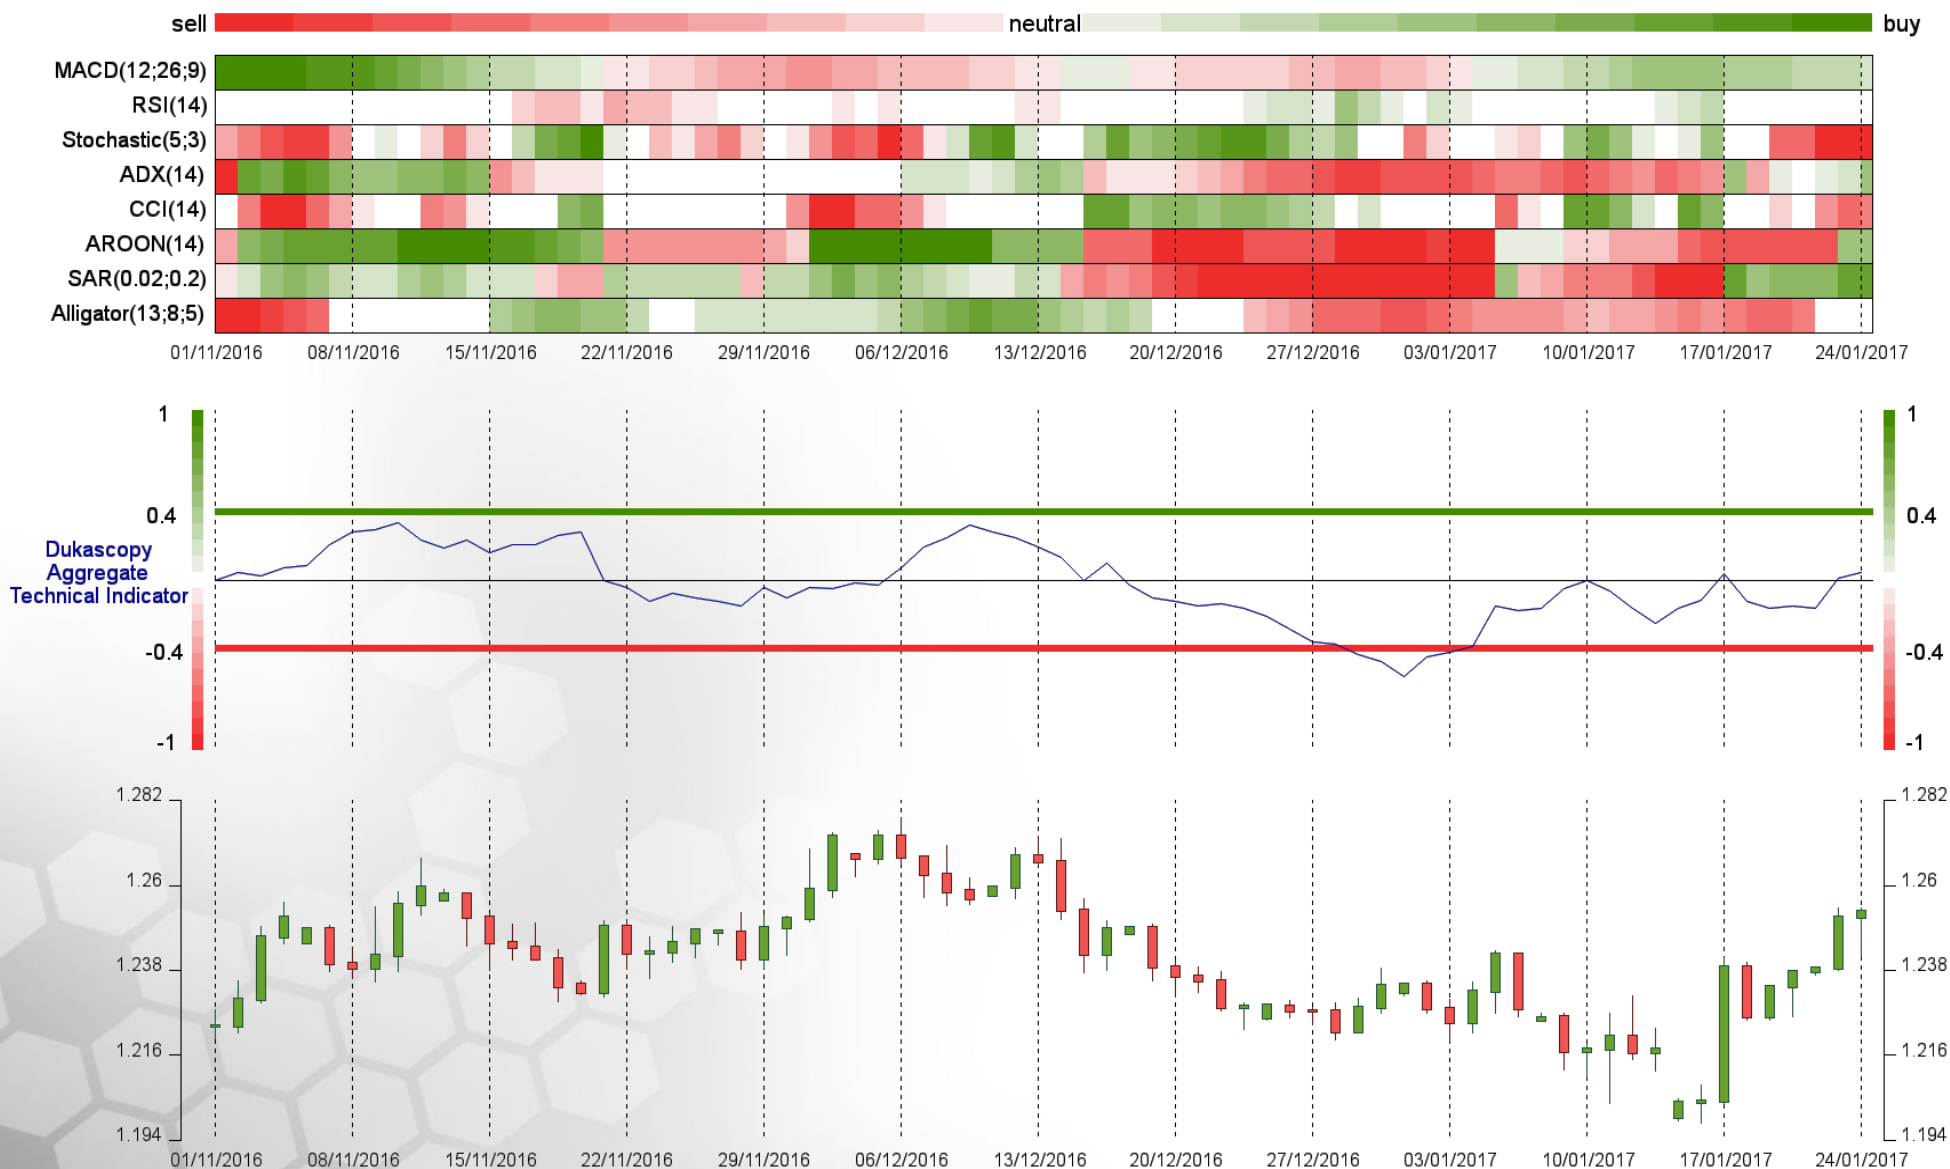 sell neutral buy
MACD(12;26;9)
RSI(14)
Stochastic(5;3)
ADX(14)
CCI(14)
AROON(14)
SAR(0.02;0.2)
Alligator(13;8;5)
01/11/2016 08/11/2016 15/11/2016 22/11/2016 29/11/2016 06/12/2016 13/12/2016 20/12/2016 27/12/2016 03/01/2017 10/01/2017 17/01/2017 24/01/2017
1 1
0.4 0.4
Dukascopy
Aggregate
Technical Indicator
-0.4 -0.4
-1 -1
1.282 1.282
1.26 1.26
1.238 1.238
1.216 1.216
1.194 1.194
01/11/2016 08/11/2016 15/11/2016 22/11/2016 29/11/2016 06/12/2016 13/12/2016 20/12/2016 27/12/2016 03/01/2017 10/01/2017 17/01/2017 24/01/2017